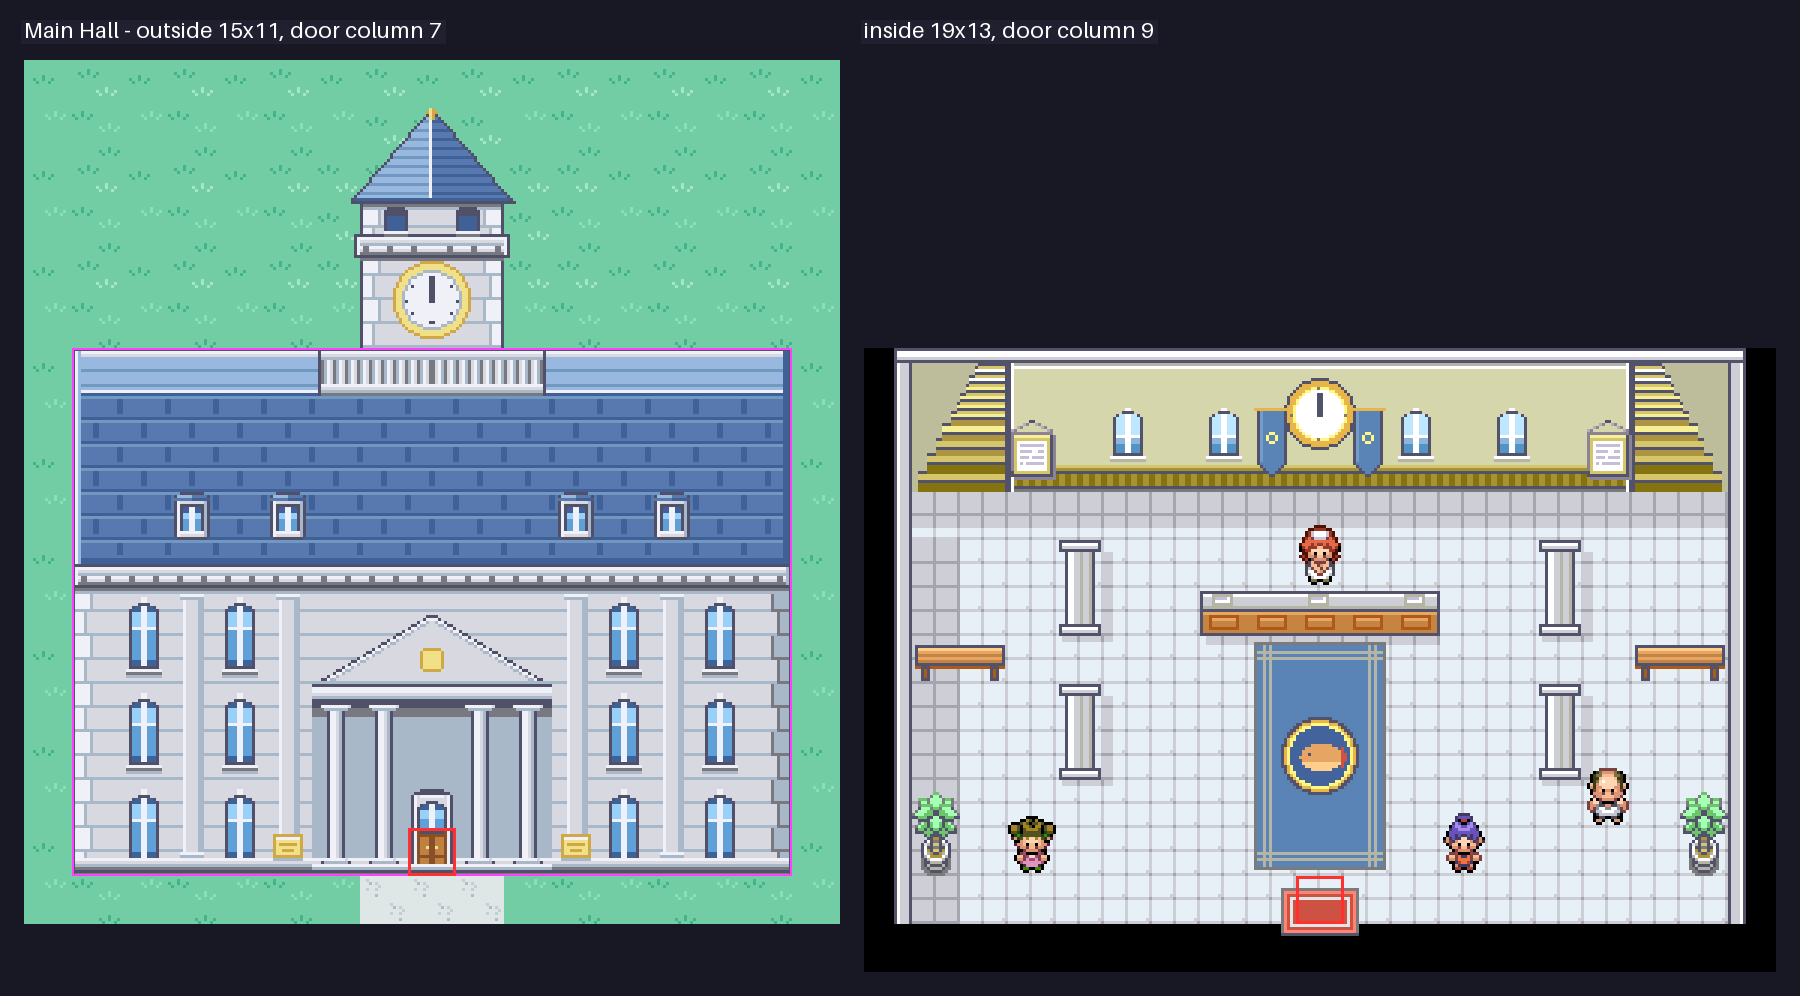 Main Hall - outside 15x11, door column 7
inside 19x13, door column 9